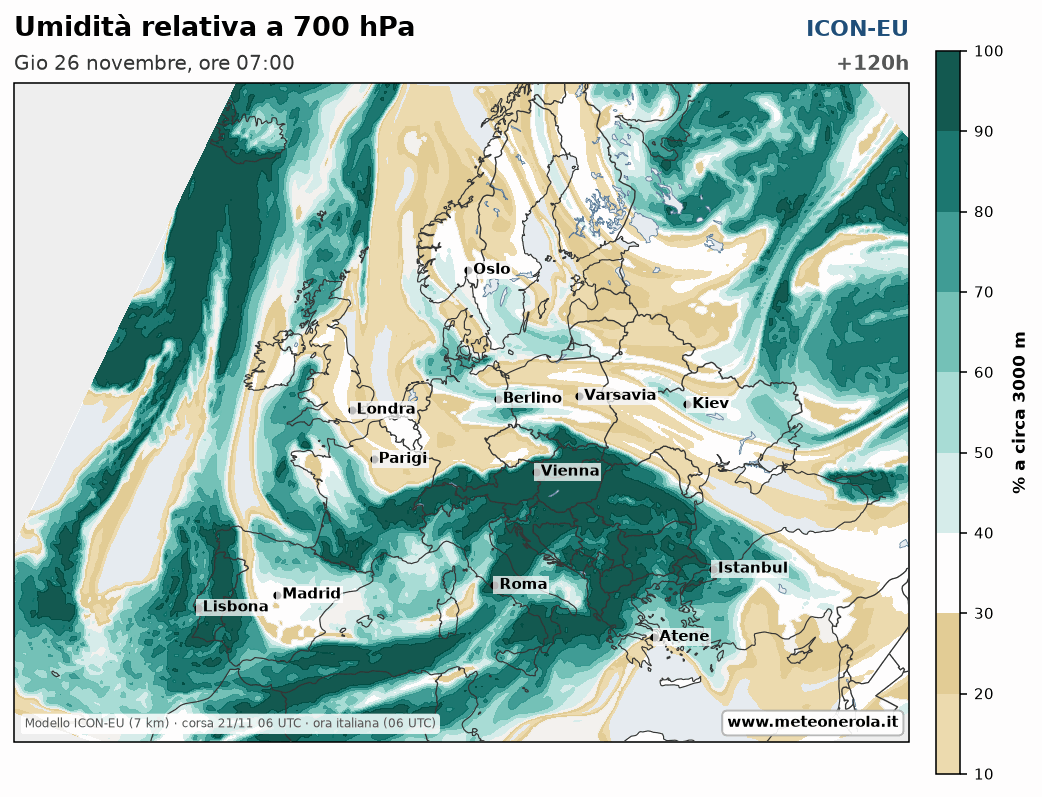 Umidità relativa a 700 hPa
ICON-EU
Gio 26 novembre, ore 07:00
+120h
100
90
80
70
60
50
40
30
20
10
% a circa 3000 m
Oslo
Berlino
Varsavia
Kiev
Londra
Parigi
Vienna
Istanbul
Roma
Madrid
Lisbona
Atene
Modello ICON-EU (7 km) · corsa 21/11 06 UTC · ora italiana (06 UTC)
www.meteonerola.it